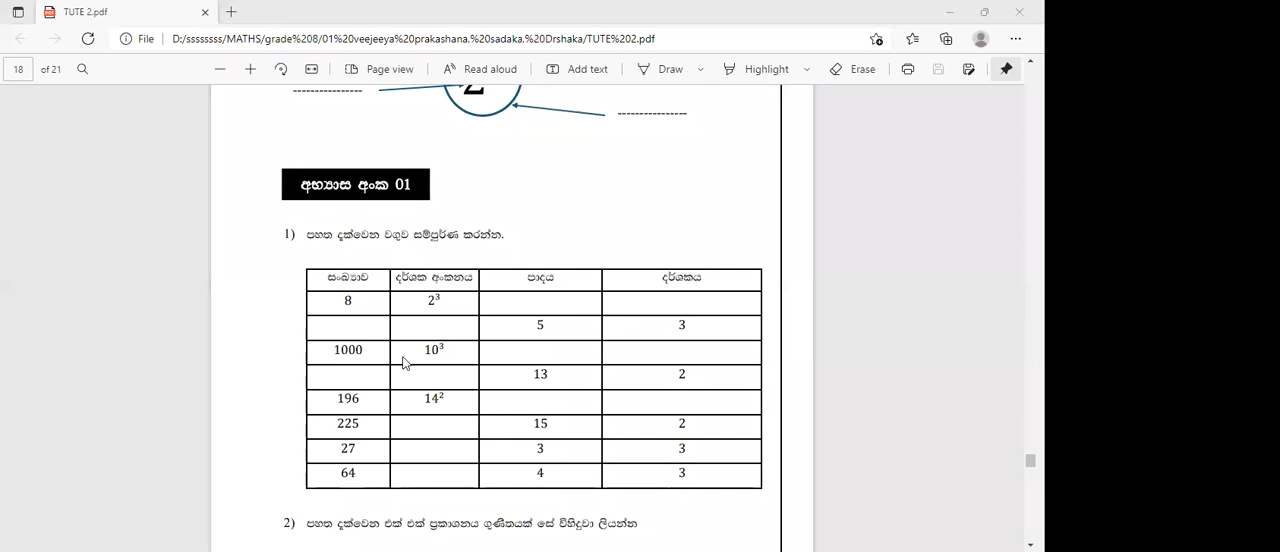 TUTE 2.pdf
File D:/ssssssss/MATHS/grade%208/01%20veejeeya%20prakashana.%20sadaka.%20Drshaka/TUTE%202.pdf
18 of 21 Page view Read aloud Add text Draw Highlight Erase
---------------- 2
----------------
අභ්‍යාස අංක 01
1) පහත දැක්වෙන වගුව සම්පුර්ණ කරන්න.
සංඛ්‍යාව දර්ශක අංකනය පාදය දර්ශකය
8 2³
5 3
1000 10³
13 2
196 14²
225 15 2
27 3 3
64 4 3
2) පහත දැක්වෙන එක් එක් ප්‍රකාශනය ගුණිතයක් සේ විහිදුවා ලියන්න